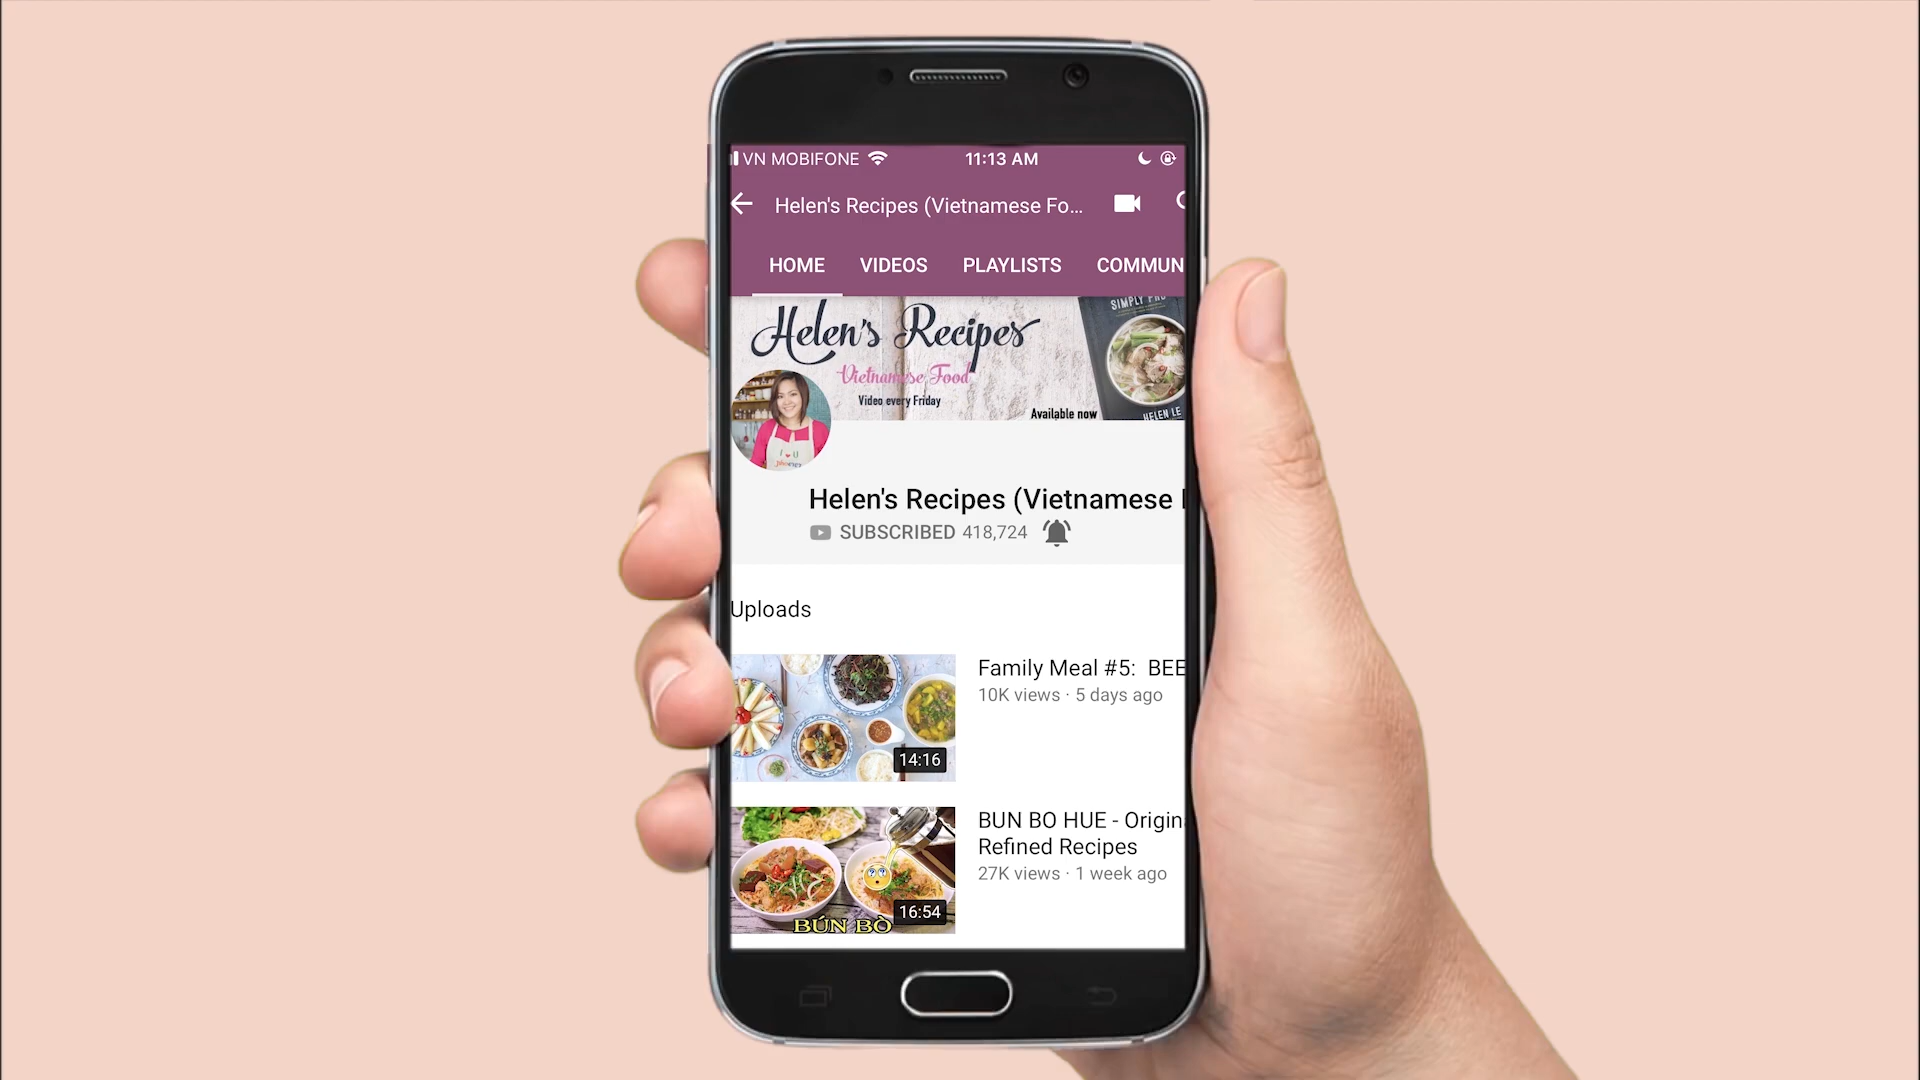 VN MOBIFONE 11:13 AM
Helen's Recipes (Vietnamese Fo...
HOME VIDEOS PLAYLISTS COMMUN
SIMPLY PHO
Helen's Recipes
Vietnamese Food
Video every Friday
Available now
HELEN LE
I ♥ U
Helen's Recipes (Vietnamese
SUBSCRIBED 418,724
Uploads
Family Meal #5: BEE
10K views · 5 days ago
14:16
BUN BO HUE - Origin
Refined Recipes
27K views · 1 week ago
16:54
BÚN BÒ